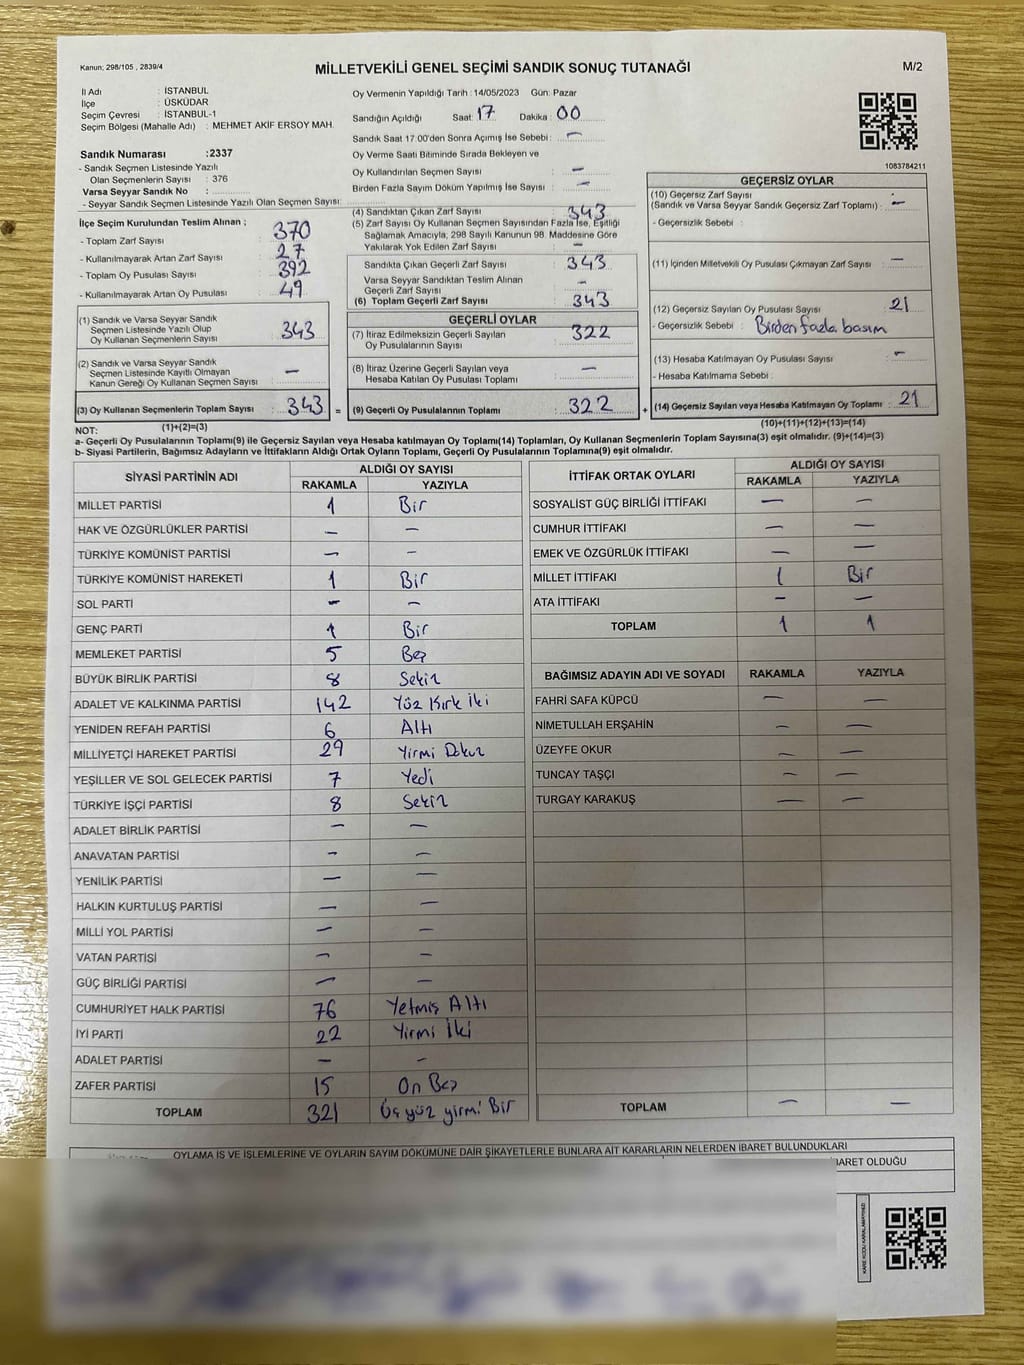 Kanun; 298/105 , 2839/4
MİLLETVEKİLİ GENEL SEÇİMİ SANDIK SONUÇ TUTANAĞI
M/2
İl Adı : İSTANBUL
İlçe : ÜSKÜDAR
Seçim Çevresi : İSTANBUL-1
Seçim Bölgesi (Mahalle Adı) : MEHMET AKİF ERSOY MAH.
Sandık Numarası :2337
- Sandık Seçmen Listesinde Yazılı
Olan Seçmenlerin Sayısı : 376
Varsa Seyyar Sandık No :
- Seyyar Sandık Seçmen Listesinde Yazılı Olan Seçmen Sayısı:
Oy Vermenin Yapıldığı Tarih : 14/05/2023 Gün: Pazar
Sandığın Açıldığı Saat: 17 Dakika : 00
Sandık Saat 17.00'den Sonra Açımış İse Sebebi : —
Oy Verme Saati Bitiminde Sırada Bekleyen ve
Oy Kullandırılan Seçmen Sayısı : —
Birden Fazla Sayım Döküm Yapılmış İse Sayısı : —
1083784211
İlçe Seçim Kurulundan Teslim Alınan ;
- Toplam Zarf Sayısı : 370
- Kullanılmayarak Artan Zarf Sayısı : 27
- Toplam Oy Pusulası Sayısı : 392
- Kullanılmayarak Artan Oy Pusulası : 49
(4) Sandıktan Çıkan Zarf Sayısı : 343
(5) Zarf Sayısı Oy Kullanan Seçmen Sayısından Fazla İse, Eşitliği
Sağlamak Amacıyla, 298 Sayılı Kanunun 98. Maddesine Göre
Yakılarak Yok Edilen Zarf Sayısı : —
Sandıkta Çıkan Geçerli Zarf Sayısı : 343
Varsa Seyyar Sandıktan Teslim Alınan
Geçerli Zarf Sayısı : —
(6) Toplam Geçerli Zarf Sayısı : 343
GEÇERSİZ OYLAR
(10) Geçersiz Zarf Sayısı
(Sandık ve Varsa Seyyar Sandık Geçersiz Zarf Toplamı) : —
- Geçersizlik Sebebi :
(11) İçinden Milletvekili Oy Pusulası Çıkmayan Zarf Sayısı : —
(12) Geçersiz Sayılan Oy Pusulası Sayısı : 21
- Geçersizlik Sebebi : Birden fazla basım
(13) Hesaba Katılmayan Oy Pusulası Sayısı : —
- Hesaba Katılmama Sebebi :
(1) Sandık ve Varsa Seyyar Sandık
Seçmen Listesinde Yazılı Olup
Oy Kullanan Seçmenlerin Sayısı : 343
(2) Sandık ve Varsa Seyyar Sandık
Seçmen Listesinde Kayıtlı Olmayan
Kanun Gereği Oy Kullanan Seçmen Sayısı : —
GEÇERLİ OYLAR
(7) İtiraz Edilmeksizin Geçerli Sayılan
Oy Pusulalarının Sayısı : 322
(8) İtiraz Üzerine Geçerli Sayılan veya
Hesaba Katılan Oy Pusulası Toplamı : —
(3) Oy Kullanan Seçmenlerin Toplam Sayısı : 343 = (9) Geçerli Oy Pusulalarının Toplamı : 322 + (14) Geçersiz Sayılan veya Hesaba Katılmayan Oy Toplamı : 21
NOT: (1)+(2)=(3) (10)+(11)+(12)+(13)=(14)
a- Geçerli Oy Pusulalarının Toplamı(9) ile Geçersiz Sayılan veya Hesaba katılmayan Oy Toplamı(14) Toplamları, Oy Kullanan Seçmenlerin Toplam Sayısına(3) eşit olmalıdır. (9)+(14)=(3)
b- Siyasi Partilerin, Bağımsız Adayların ve İttifakların Aldığı Ortak Oyların Toplamı, Geçerli Oy Pusulalarının Toplamına(9) eşit olmalıdır.
SİYASİ PARTİNİN ADI ALDIĞI OY SAYISI
RAKAMLA YAZIYLA
MİLLET PARTİSİ 1 Bir
HAK VE ÖZGÜRLÜKLER PARTİSİ — —
TÜRKİYE KOMÜNİST PARTİSİ — —
TÜRKİYE KOMÜNİST HAREKETİ 1 Bir
SOL PARTİ — —
GENÇ PARTİ 1 Bir
MEMLEKET PARTİSİ 5 Beş
BÜYÜK BİRLİK PARTİSİ 8 Sekiz
ADALET VE KALKINMA PARTİSİ 142 Yüz Kırk İki
YENİDEN REFAH PARTİSİ 6 Altı
MİLLİYETÇİ HAREKET PARTİSİ 29 Yirmi Dokuz
YEŞİLLER VE SOL GELECEK PARTİSİ 7 Yedi
TÜRKİYE İŞÇİ PARTİSİ 8 Sekiz
ADALET BİRLİK PARTİSİ — —
ANAVATAN PARTİSİ — —
YENİLİK PARTİSİ — —
HALKIN KURTULUŞ PARTİSİ — —
MİLLİ YOL PARTİSİ — —
VATAN PARTİSİ — —
GÜÇ BİRLİĞİ PARTİSİ — —
CUMHURİYET HALK PARTİSİ 76 Yetmiş Altı
İYİ PARTİ 22 Yirmi İki
ADALET PARTİSİ — —
ZAFER PARTİSİ 15 On Beş
TOPLAM 321 Üç yüz yirmi Bir
İTTİFAK ORTAK OYLARI ALDIĞI OY SAYISI
RAKAMLA YAZIYLA
SOSYALİST GÜÇ BİRLİĞİ İTTİFAKI — —
CUMHUR İTTİFAKI — —
EMEK VE ÖZGÜRLÜK İTTİFAKI — —
MİLLET İTTİFAKI 1 Bir
ATA İTTİFAKI — —
TOPLAM 1 1
BAĞIMSIZ ADAYIN ADI VE SOYADI RAKAMLA YAZIYLA
FAHRİ SAFA KÜPCÜ — —
NİMETULLAH ERŞAHİN — —
ÜZEYFE OKUR — —
TUNCAY TAŞÇI — —
TURGAY KARAKUŞ — —
TOPLAM — —
OYLAMA İŞ VE İŞLEMLERİNE VE OYLARIN SAYIM DÖKÜMÜNE DAİR ŞİKAYETLERLE BUNLARA AİT KARARLARIN NELERDEN İBARET BULUNDUKLARI
İBARET OLDUĞU